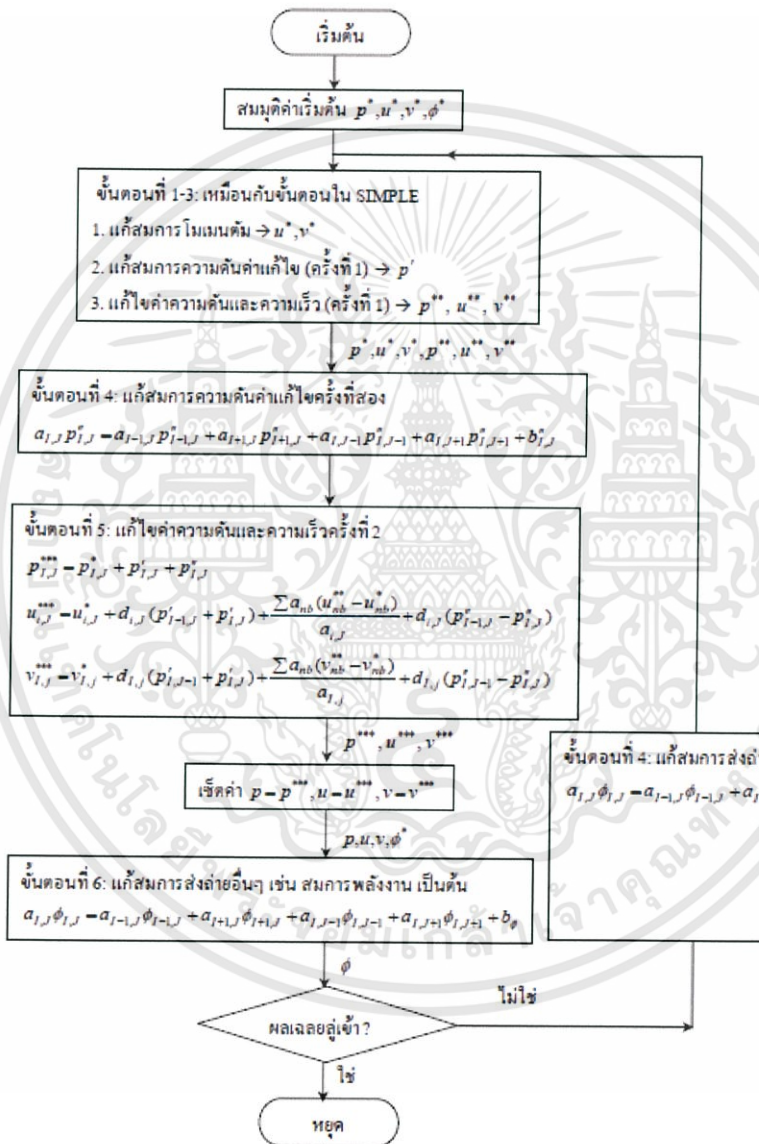 เริ่มต้น
สมมุติค่าเริ่มต้น p*,u*,v*,ϕ*
ขั้นตอนที่ 1-3: เหมือนกับขั้นตอนใน SIMPLE
1. แก้สมการโมเมนตัม → u*,v*
2. แก้สมการความดันค่าแก้ไข (ครั้งที่ 1) → p′
3. แก้ไขค่าความดันและความเร็ว (ครั้งที่ 1) → p**, u**, v**
p*,u*,v*,p**,u**,v**
ขั้นตอนที่ 4: แก้สมการความดันค่าแก้ไขครั้งที่สอง
a_{I,J} p″_{I,J} = a_{I-1,J} p″_{I-1,J} + a_{I+1,J} p″_{I+1,J} + a_{I,J-1} p″_{I,J-1} + a_{I,J+1} p″_{I,J+1} + b″_{I,J}
ขั้นตอนที่ 5: แก้ไขค่าความดันและความเร็วครั้งที่ 2
p***_{I,J} = p*_{I,J} + p′_{I,J} + p″_{I,J}
u***_{i,J} = u*_{i,J} + d_{i,J} (p′_{I-1,J} + p′_{I,J}) + ∑a_{nb}(u**_{nb} − u*_{nb}) / a_{i,J} + d_{i,J} (p″_{I-1,J} − p″_{I,J})
v***_{I,j} = v*_{I,j} + d_{I,j} (p′_{I,J-1} + p′_{I,J}) + ∑a_{nb}(v**_{nb} − v*_{nb}) / a_{I,j} + d_{I,j} (p″_{I,J-1} − p″_{I,J})
p***,u***,v***
เซ็ตค่า p = p***, u = u***, v = v***
p,u,v,ϕ*
ขั้นตอนที่ 4: แก้สมการส่งถ่
a_{I,J} ϕ_{I,J} = a_{I-1,J} ϕ_{I-1,J} + a_I
ขั้นตอนที่ 6: แก้สมการส่งถ่ายอื่นๆ เช่น สมการพลังงาน เป็นต้น
a_{I,J} ϕ_{I,J} = a_{I-1,J} ϕ_{I-1,J} + a_{I+1,J} ϕ_{I+1,J} + a_{I,J-1} ϕ_{I,J-1} + a_{I,J+1} ϕ_{I,J+1} + b_ϕ
ϕ
ผลเฉลยลู่เข้า ?
ไม่ใช่
ใช่
หยุด